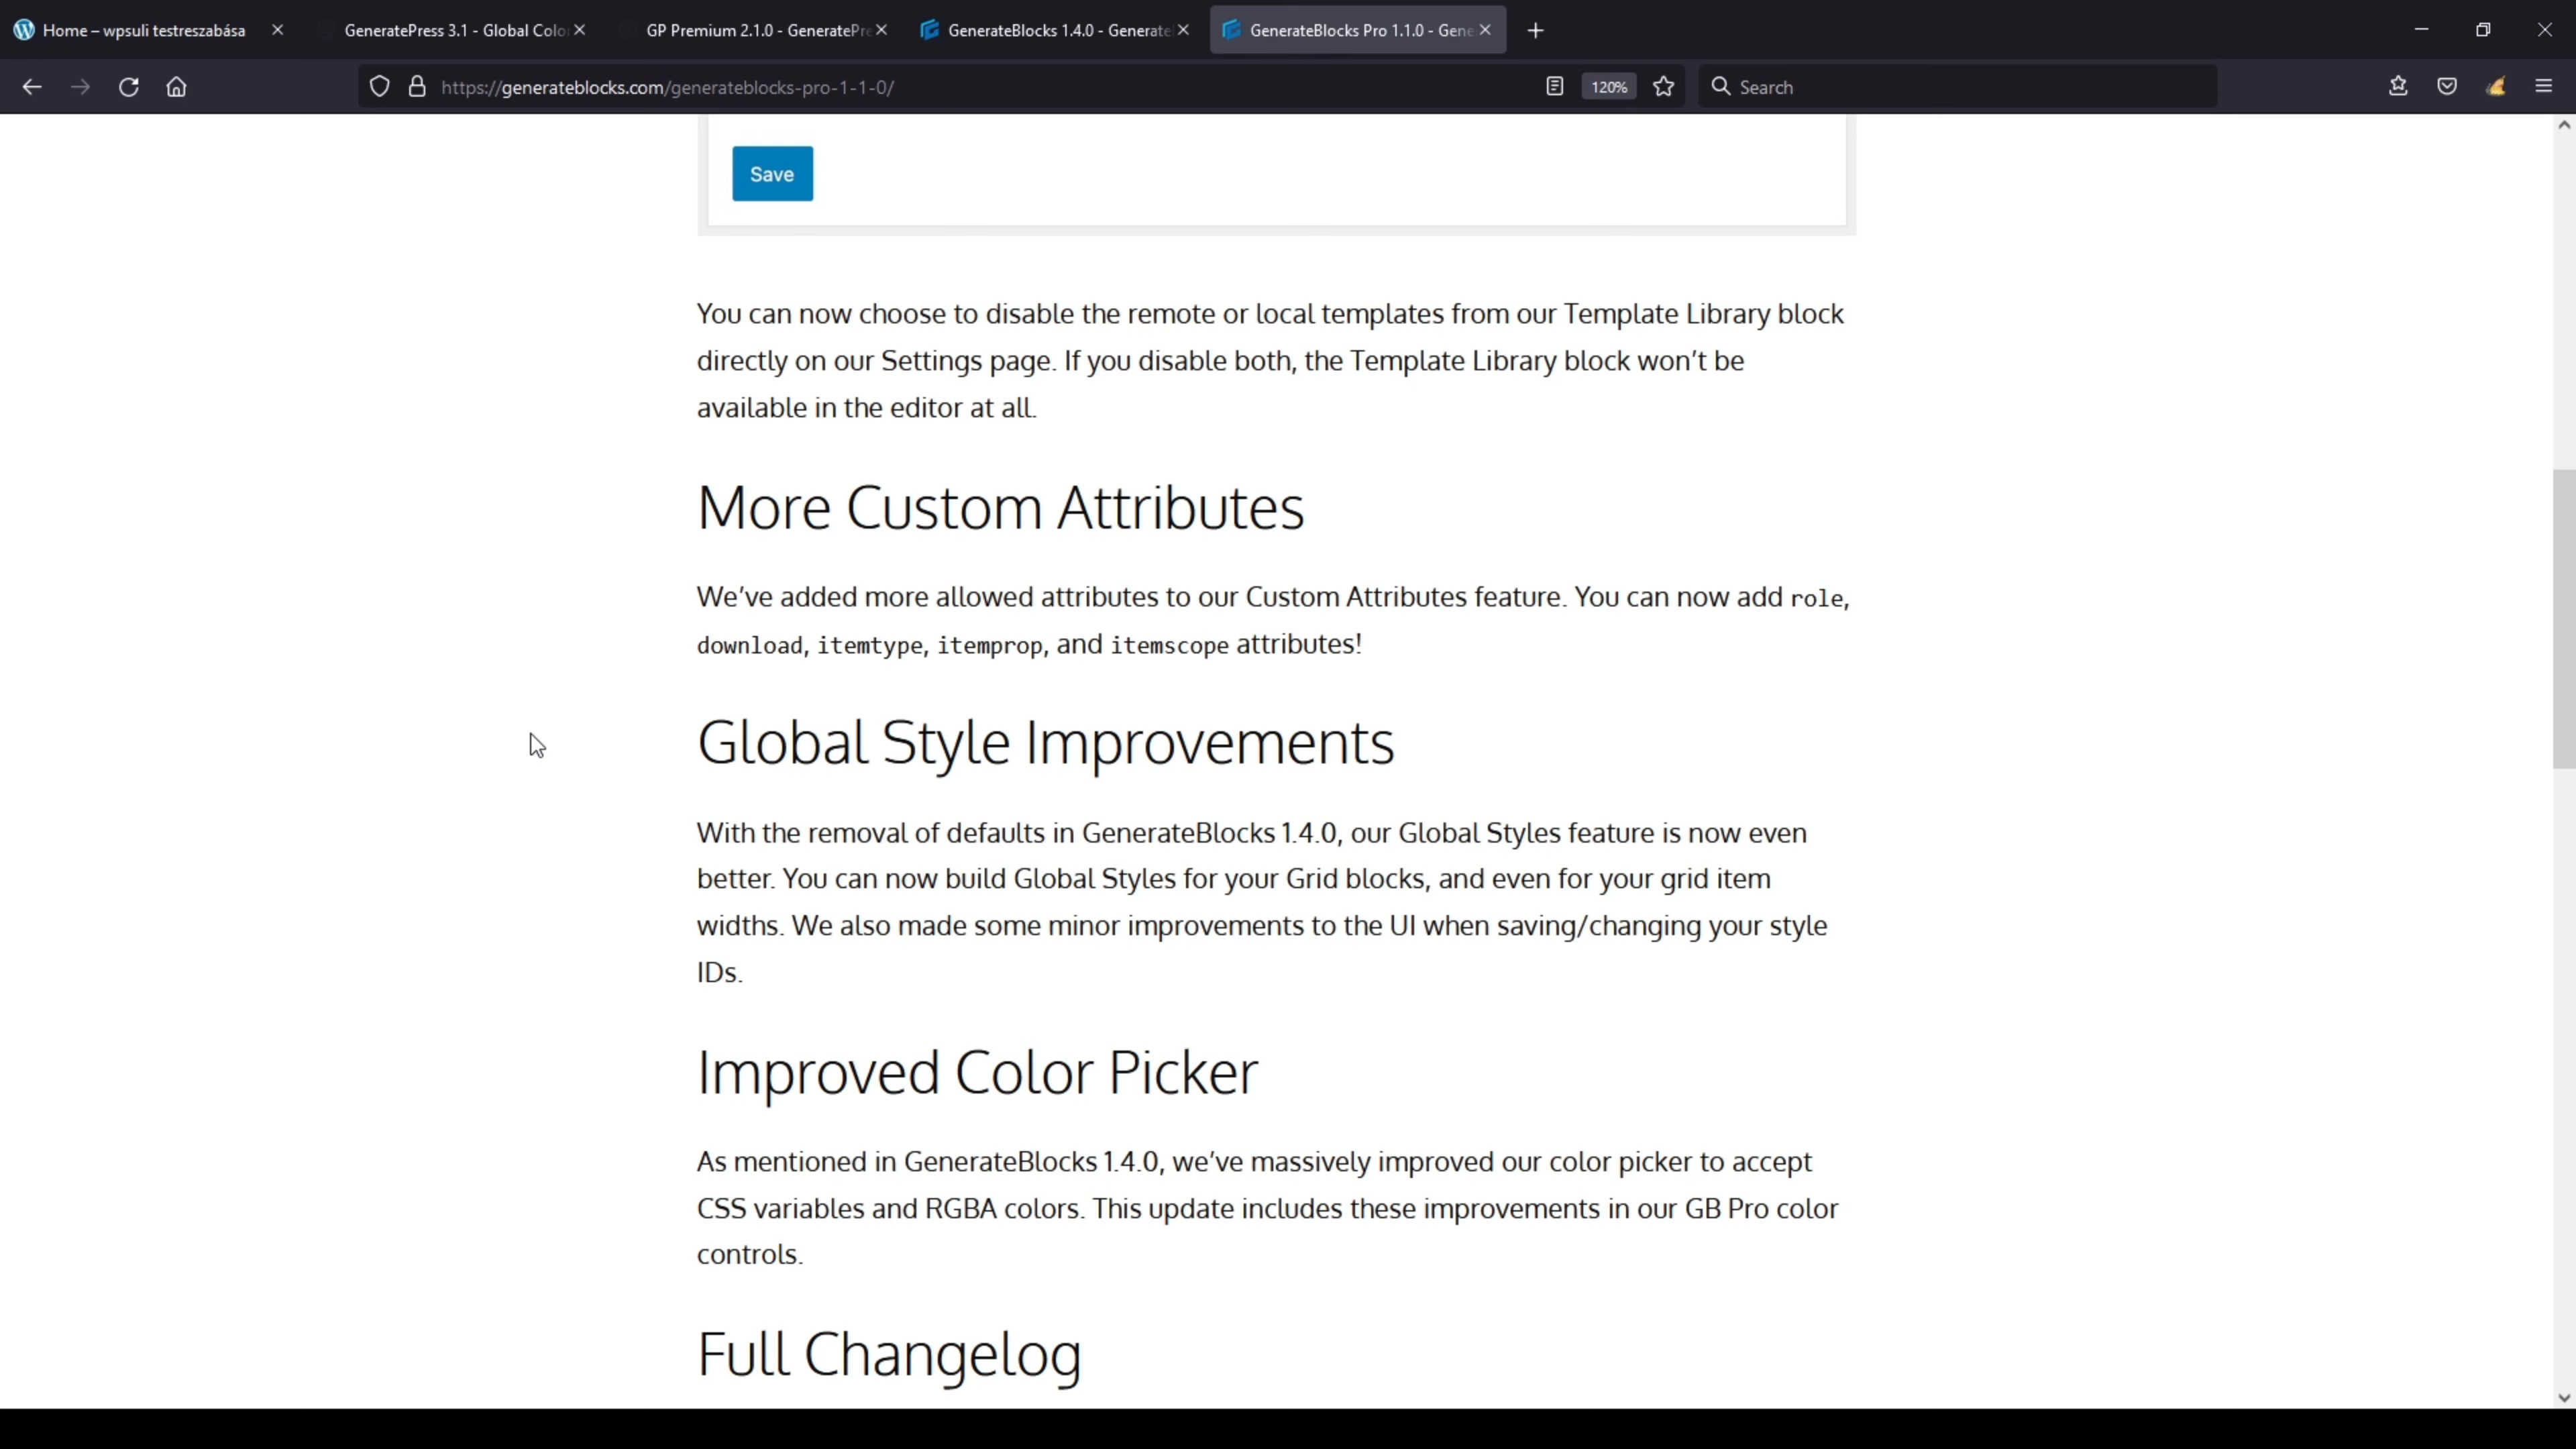 Home – wpsuli testreszabása
GeneratePress 3.1 - Global Colo
GP Premium 2.1.0 - GeneratePre
GenerateBlocks 1.4.0 - Generate
GenerateBlocks Pro 1.1.0 - Gene
https://generateblocks.com/generateblocks-pro-1-1-0/
120%
Search
Save
You can now choose to disable the remote or local templates from our Template Library block
directly on our Settings page. If you disable both, the Template Library block won’t be
available in the editor at all.
More Custom Attributes
We’ve added more allowed attributes to our Custom Attributes feature. You can now add role,
download, itemtype, itemprop, and itemscope attributes!
Global Style Improvements
With the removal of defaults in GenerateBlocks 1.4.0, our Global Styles feature is now even
better. You can now build Global Styles for your Grid blocks, and even for your grid item
widths. We also made some minor improvements to the UI when saving/changing your style
IDs.
Improved Color Picker
As mentioned in GenerateBlocks 1.4.0, we’ve massively improved our color picker to accept
CSS variables and RGBA colors. This update includes these improvements in our GB Pro color
controls.
Full Changelog